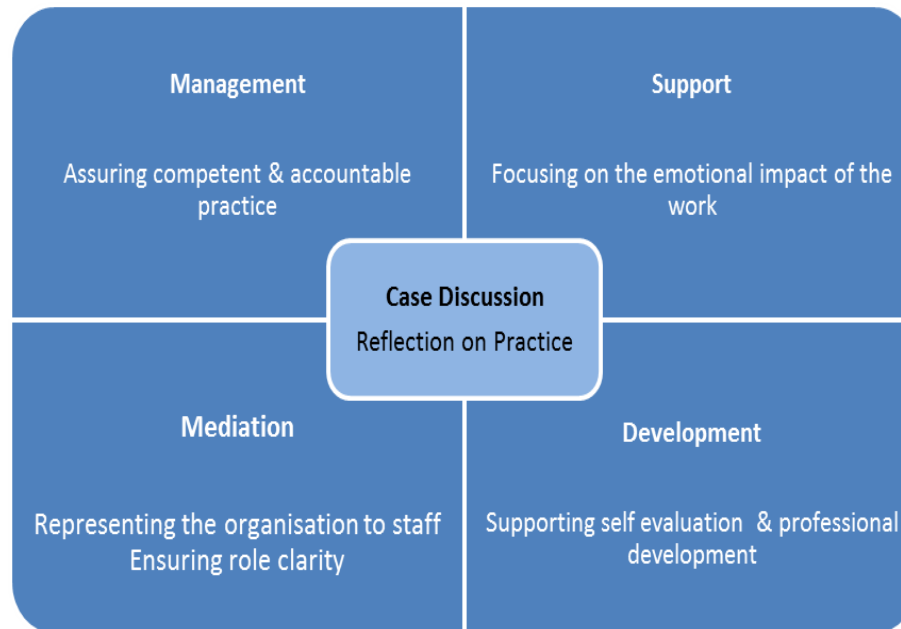 Management
Assuring competent & accountable
practice
Support
Focusing on the emotional impact of the
work
Case Discussion
Reflection on Practice
Mediation
Representing the organisation to staff
Ensuring role clarity
Development
Supporting self evaluation & professional
development